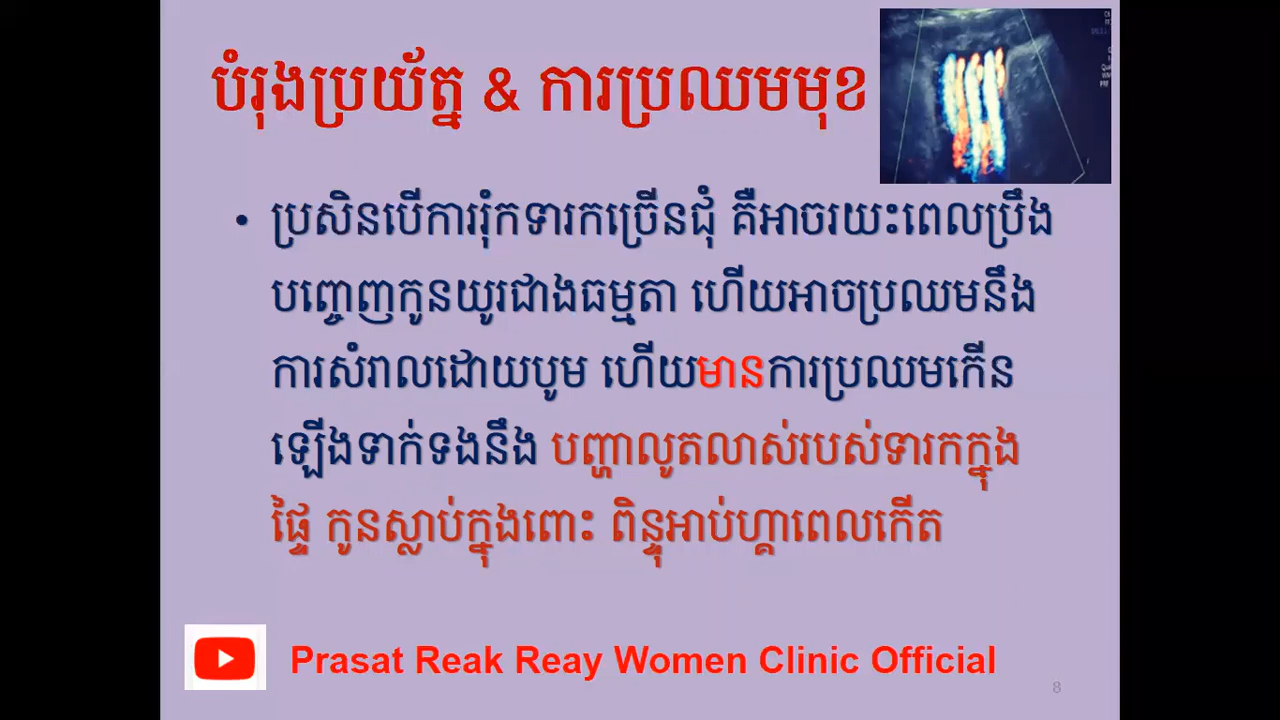 បំរុងប្រយ័ត្ន & ការប្រឈមមុខ
• ប្រសិនបើការរុំកទារកច្រើនជុំ គឺអាចរយះពេលប្រឹង
បញ្ចេញកូនយូរជាងធម្មតា ហើយអាចប្រឈមនឹង
ការសំរាលដោយបូម ហើយមានការប្រឈមកើន
ឡើងទាក់ទងនឹង បញ្ហាលូតលាស់របស់ទារកក្នុង
ផ្ទៃ កូនស្លាប់ក្នុងពោះ ពិន្ទុអាប់ហ្គាពេលកើត
Prasat Reak Reay Women Clinic Official
8